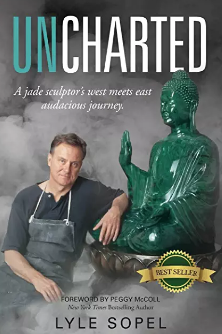 UNCHARTED
A jade sculptor's west meets east
audacious journey.
BEST SELLER
FOREWORD BY PEGGY McCOLL
New York Times Bestselling Author
LYLE SOPEL